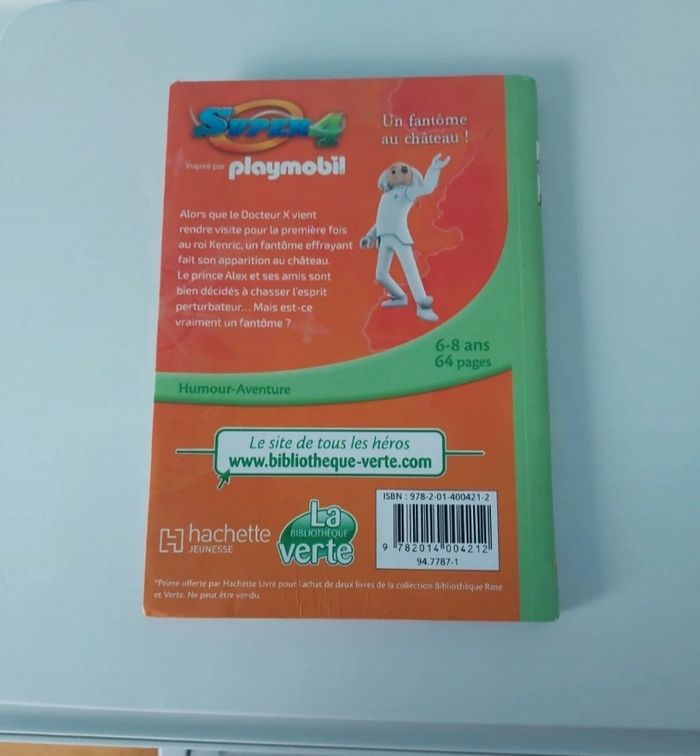 SUPER 4
inspiré par playmobil
Un fantôme
au château !
Alors que le Docteur X vient
rendre visite pour la première fois
au roi Kenric, un fantôme effrayant
fait son apparition au château.
Le prince Alex et ses amis sont
bien décidés à chasser l'esprit
perturbateur... Mais est-ce
vraiment un fantôme ?
6-8 ans
64 pages
Humour-Aventure
Le site de tous les héros
www.bibliotheque-verte.com
hachette
JEUNESSE
La
BIBLIOTHÈQUE
verte
ISBN : 978-2-01-400421-2
9 782014 004212
94.7787-1
*Prime offerte par Hachette Livre pour l'achat de deux livres de la collection Bibliothèque Rose
et Verte. Ne peut être vendu.